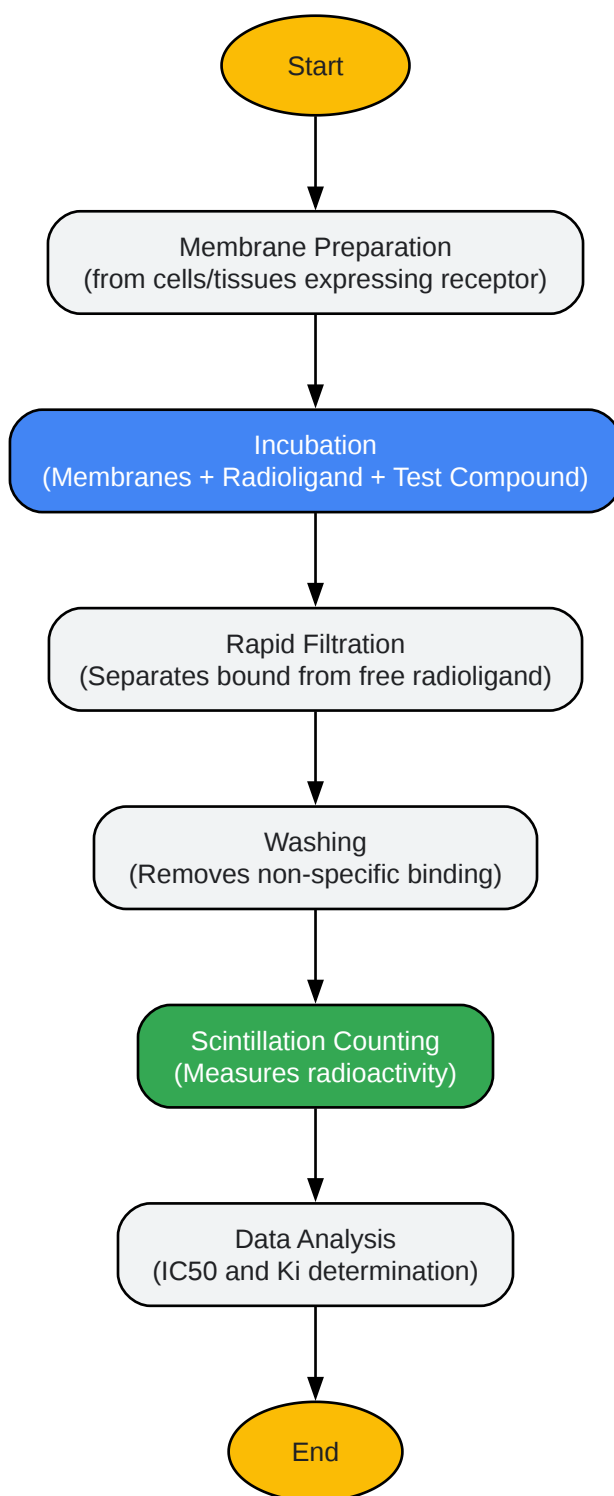 Start
Membrane Preparation
(from cells/tissues expressing receptor)
Incubation
(Membranes + Radioligand + Test Compound)
Rapid Filtration
(Separates bound from free radioligand)
Washing
(Removes non-specific binding)
Scintillation Counting
(Measures radioactivity)
Data Analysis
(IC50 and Ki determination)
End